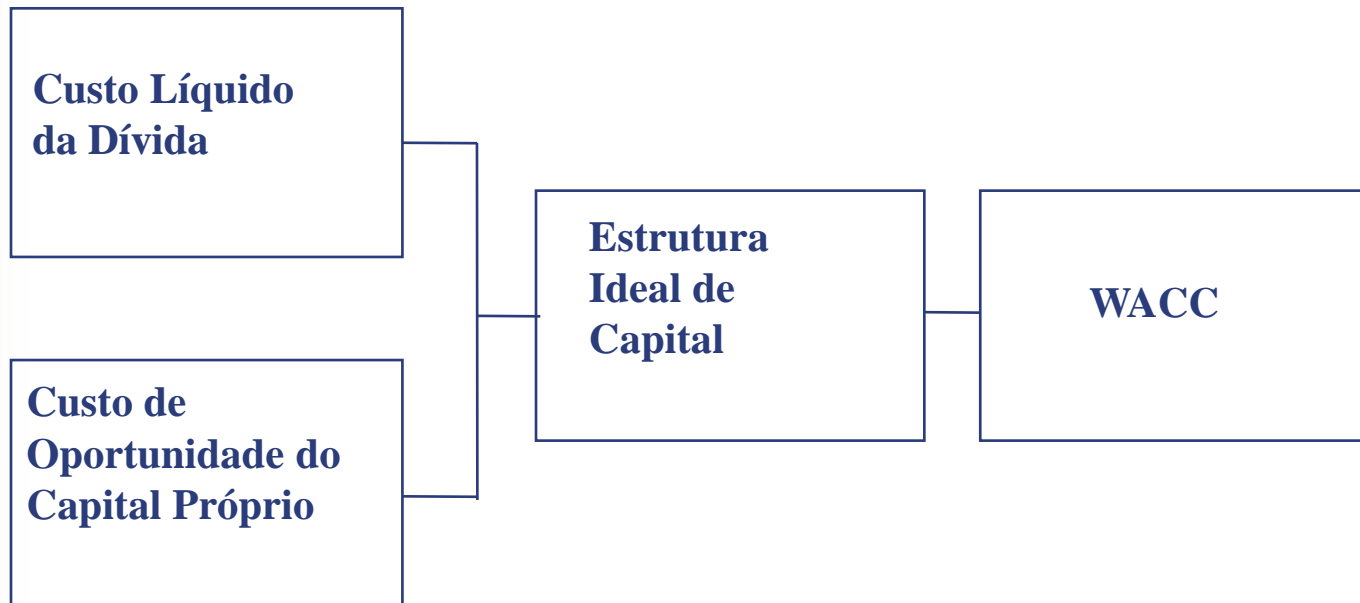 Custo Líquido
da Dívida
Estrutura
Ideal de
Capital
WACC
Custo de
Oportunidade do
Capital Próprio